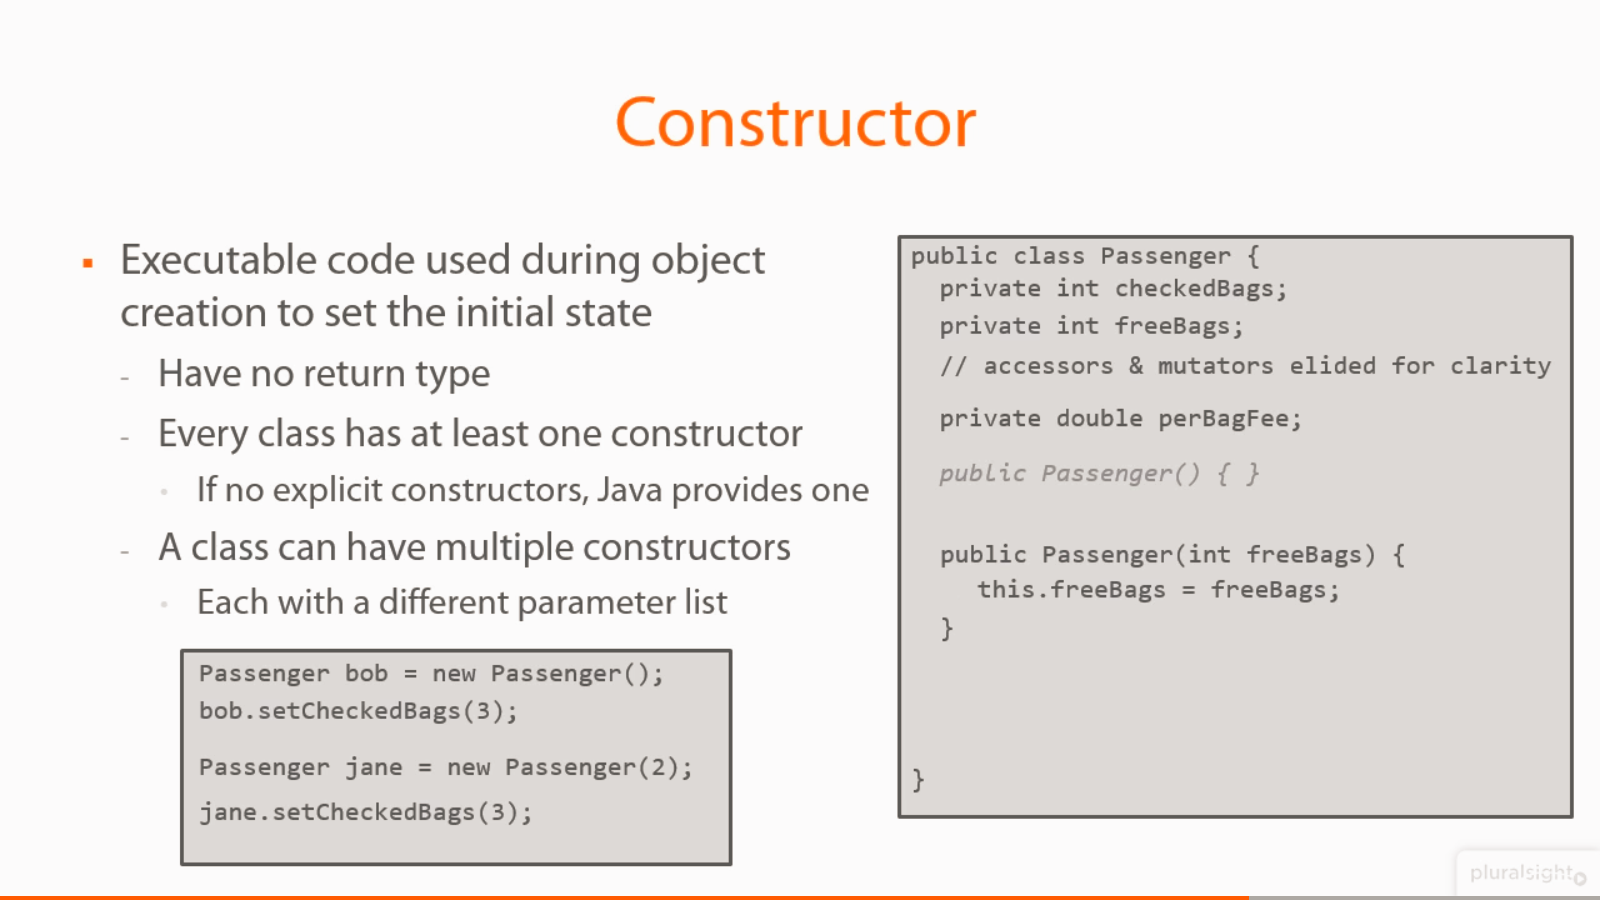 Constructor
▪ Executable code used during object
creation to set the initial state
- Have no return type
- Every class has at least one constructor
• If no explicit constructors, Java provides one
- A class can have multiple constructors
• Each with a different parameter list
Passenger bob = new Passenger();
bob.setCheckedBags(3);
Passenger jane = new Passenger(2);
jane.setCheckedBags(3);
public class Passenger {
private int checkedBags;
private int freeBags;
// accessors & mutators elided for clarity
private double perBagFee;
public Passenger() { }
public Passenger(int freeBags) {
this.freeBags = freeBags;
}
}
pluralsight